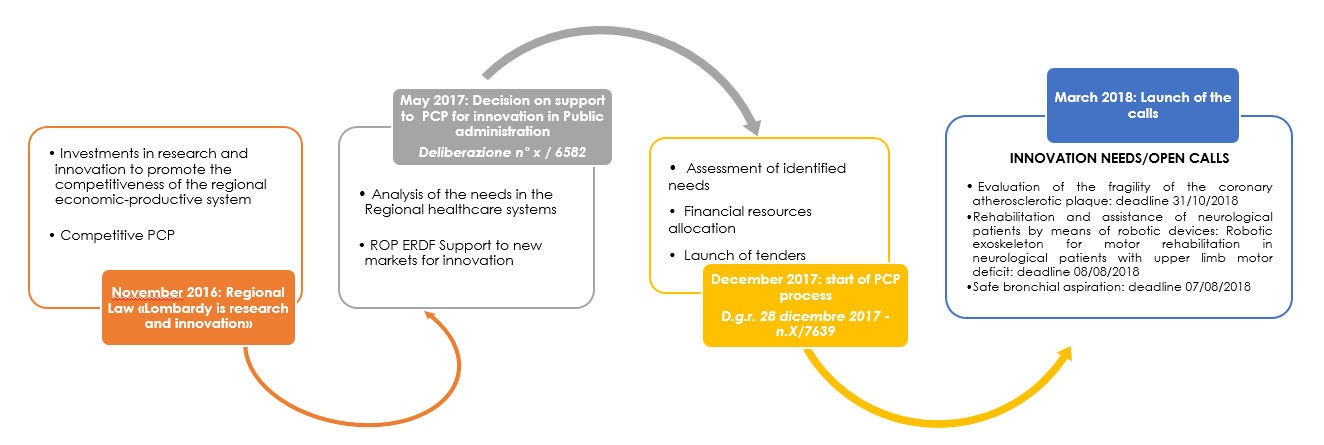 • Investments in research and
innovation to promote the
competitiveness of the regional
economic-productive system
• Competitive PCP
November 2016: Regional
Law «Lombardy is research
and innovation»
May 2017: Decision on support
to PCP for innovation in Public
administration
Deliberazione n° x / 6582
• Analysis of the needs in the
Regional healthcare systems
• ROP ERDF Support to new
markets for innovation
• Assessment of identified
needs
• Financial resources
allocation
• Launch of tenders
December 2017: start of PCP
process
D.g.r. 28 dicembre 2017 -
n.X/7639
March 2018: Launch of the
calls
INNOVATION NEEDS/OPEN CALLS
• Evaluation of the fragility of the coronary
atherosclerotic plaque: deadline 31/10/2018
•Rehabilitation and assistance of neurological
patients by means of robotic devices: Robotic
exoskeleton for motor rehabilitation in
neurological patients with upper limb motor
deficit: deadline 08/08/2018
•Safe bronchial aspiration: deadline 07/08/2018